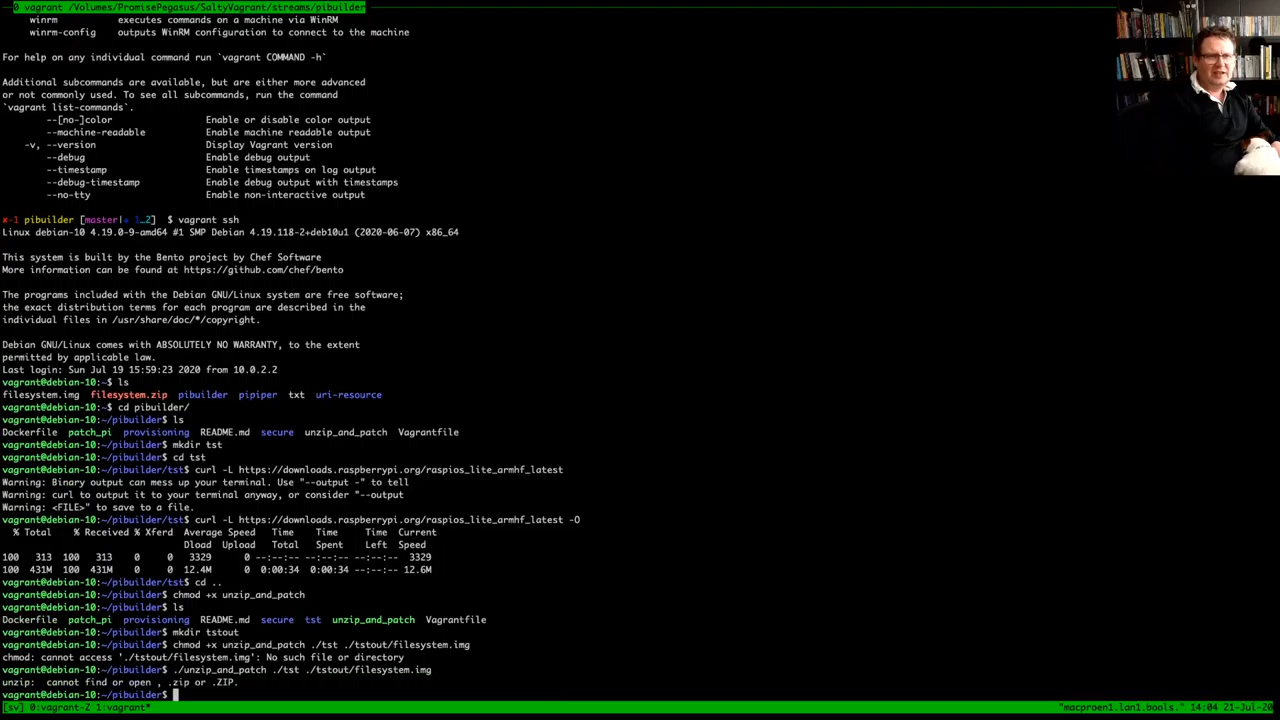 0 vagrant /Volumes/PromisePegasus/SaltyVagrant/streams/pibuilder
winrm           executes commands on a machine via WinRM
winrm-config    outputs WinRM configuration to connect to the machine
For help on any individual command run `vagrant COMMAND -h`
Additional subcommands are available, but are either more advanced
or not commonly used. To see all subcommands, run the command
`vagrant list-commands`.
--[no-]color                 Enable or disable color output
--machine-readable           Enable machine readable output
-v, --version                    Display Vagrant version
--debug                      Enable debug output
--timestamp                  Enable timestamps on log output
--debug-timestamp            Enable debug output with timestamps
--no-tty                     Enable non-interactive output
✘-1 pibuilder [master|✚ 1…2]  $ vagrant ssh
Linux debian-10 4.19.0-9-amd64 #1 SMP Debian 4.19.118-2+deb10u1 (2020-06-07) x86_64
This system is built by the Bento project by Chef Software
More information can be found at https://github.com/chef/bento
The programs included with the Debian GNU/Linux system are free software;
the exact distribution terms for each program are described in the
individual files in /usr/share/doc/*/copyright.
Debian GNU/Linux comes with ABSOLUTELY NO WARRANTY, to the extent
permitted by applicable law.
Last login: Sun Jul 19 15:59:23 2020 from 10.0.2.2
vagrant@debian-10:~$ ls
filesystem.img  filesystem.zip  pibuilder  pipiper  txt  uri-resource
vagrant@debian-10:~$ cd pibuilder/
vagrant@debian-10:~/pibuilder$ ls
Dockerfile  patch_pi  provisioning  README.md  secure  unzip_and_patch  Vagrantfile
vagrant@debian-10:~/pibuilder$ mkdir tst
vagrant@debian-10:~/pibuilder$ cd tst
vagrant@debian-10:~/pibuilder/tst$ curl -L https://downloads.raspberrypi.org/raspios_lite_armhf_latest
Warning: Binary output can mess up your terminal. Use "--output -" to tell
Warning: curl to output it to your terminal anyway, or consider "--output
Warning: <FILE>" to save to a file.
vagrant@debian-10:~/pibuilder/tst$ curl -L https://downloads.raspberrypi.org/raspios_lite_armhf_latest -O
% Total    % Received % Xferd  Average Speed   Time    Time     Time  Current
Dload  Upload   Total   Spent    Left  Speed
100   313  100   313    0     0   3329      0 --:--:-- --:--:-- --:--:--  3329
100  431M  100  431M    0     0  12.4M      0  0:00:34  0:00:34 --:--:-- 12.6M
vagrant@debian-10:~/pibuilder/tst$ cd ..
vagrant@debian-10:~/pibuilder$ chmod +x unzip_and_patch
vagrant@debian-10:~/pibuilder$ ls
Dockerfile  patch_pi  provisioning  README.md  secure  tst  unzip_and_patch  Vagrantfile
vagrant@debian-10:~/pibuilder$ mkdir tstout
vagrant@debian-10:~/pibuilder$ chmod +x unzip_and_patch ./tst ./tstout/filesystem.img
chmod: cannot access './tstout/filesystem.img': No such file or directory
vagrant@debian-10:~/pibuilder$ ./unzip_and_patch ./tst ./tstout/filesystem.img
unzip:  cannot find or open , .zip or .ZIP.
vagrant@debian-10:~/pibuilder$
[sv] 0:vagrant-Z 1:vagrant* "macproen1.lan1.bools." 14:04 21-Jul-20